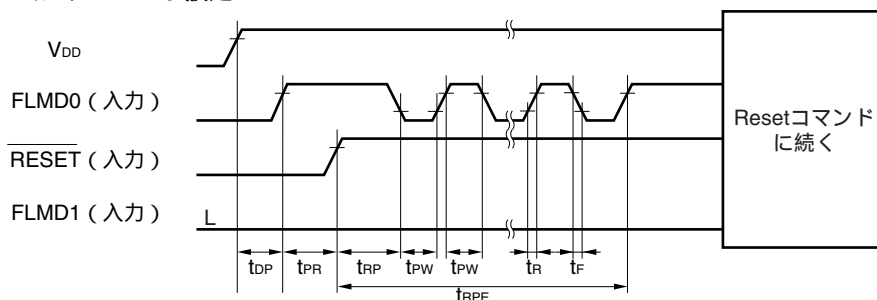 VDD
FLMD0（入力）
RESET（入力）
FLMD1（入力）
L
Resetコマンド
に続く
tDP
tPR
tRP
tPW
tPW
tR
tF
tRPE